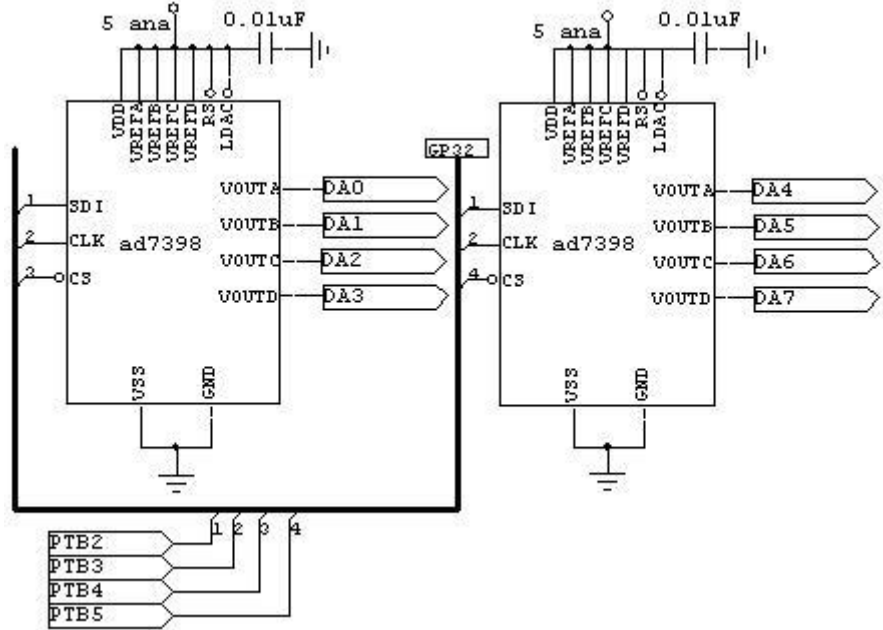 5 ana
0.01uF
VDD
VREFA
VREFB
VREFC
VREFD
RS
LDAC
1
SDI
2
CLK
3
CS
ad7398
VOUTA
DA0
VOUTB
DA1
VOUTC
DA2
VOUTD
DA3
VSS
GND
GP32
5 ana
0.01uF
VDD
VREFA
VREFB
VREFC
VREFD
RS
LDAC
1
SDI
2
CLK
4
CS
ad7398
VOUTA
DA4
VOUTB
DA5
VOUTC
DA6
VOUTD
DA7
VSS
GND
1 2 3 4
PTB2
PTB3
PTB4
PTB5